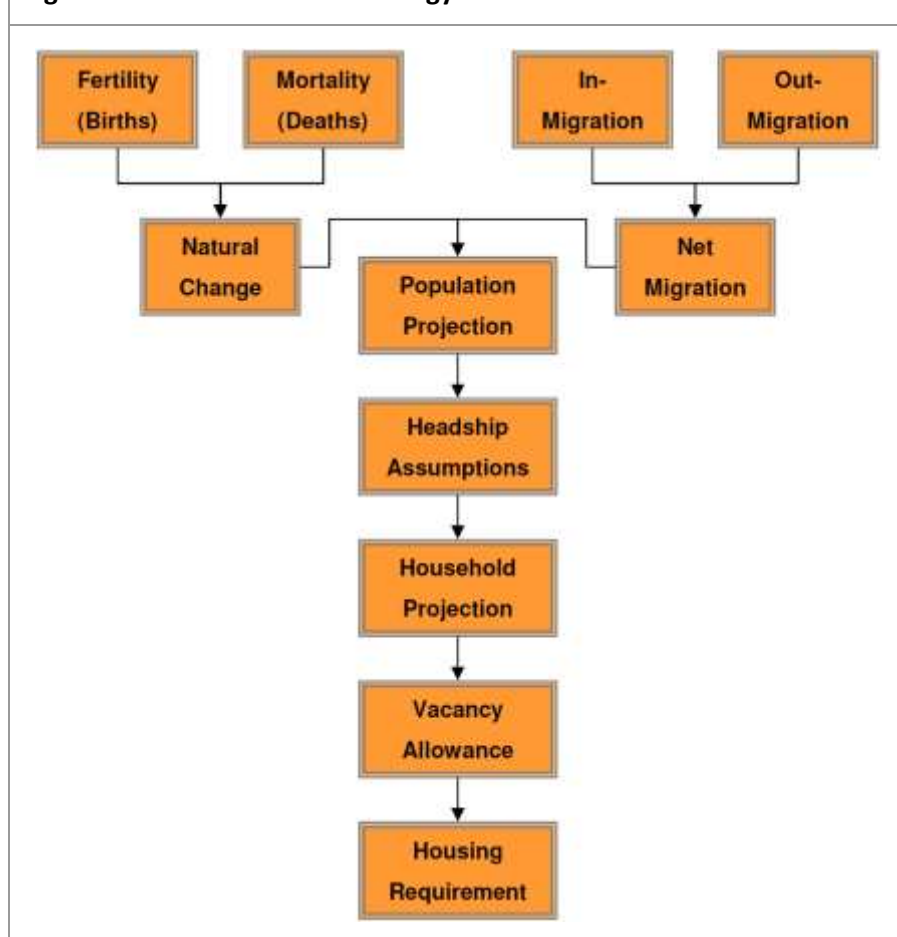 Fertility
(Births)
Mortality
(Deaths)
In-
Migration
Out-
Migration
Natural
Change
Net
Migration
Population
Projection
Headship
Assumptions
Household
Projection
Vacancy
Allowance
Housing
Requirement